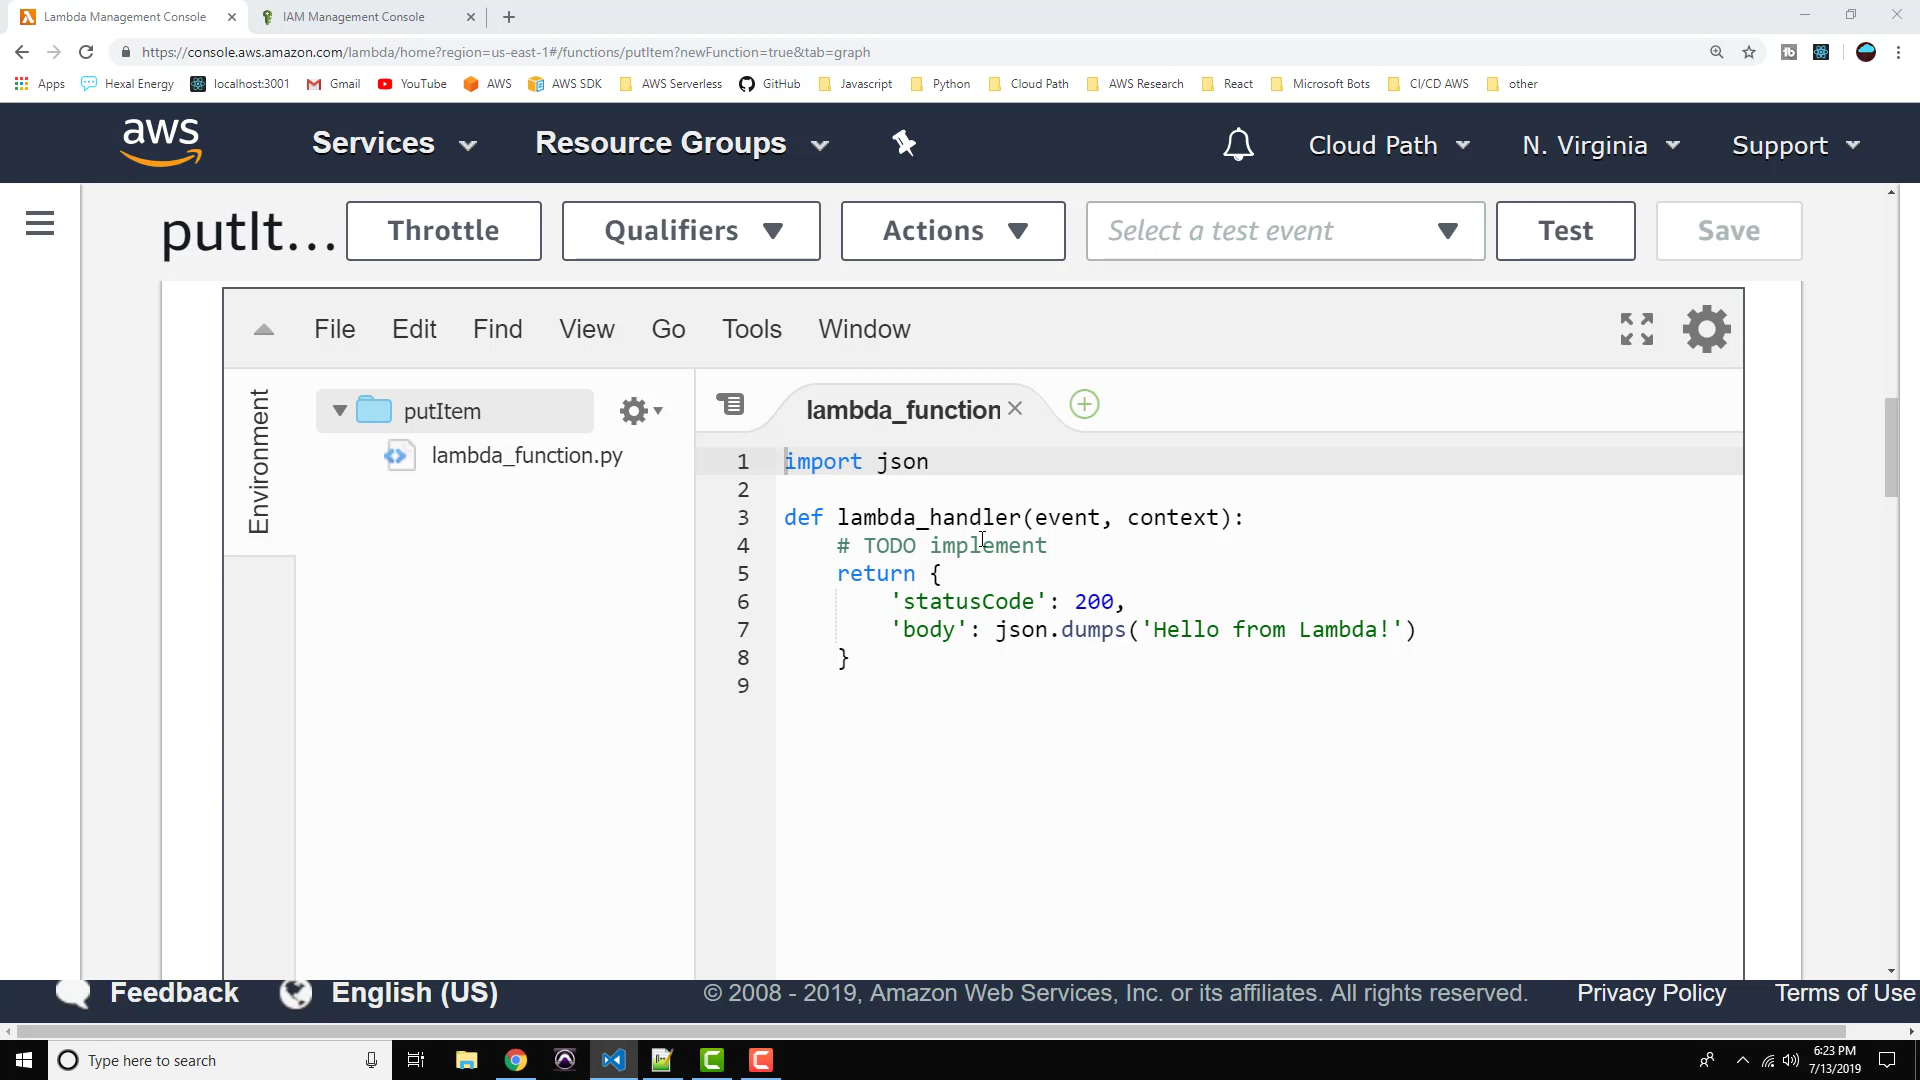 Lambda Management Console
IAM Management Console
https://console.aws.amazon.com/lambda/home?region=us-east-1#/functions/putItem?newFunction=true&tab=graph
Apps Hexal Energy localhost:3001 Gmail YouTube AWS AWS SDK AWS Serverless GitHub Javascript Python Cloud Path AWS Research React Microsoft Bots CI/CD AWS other
aws Services Resource Groups Cloud Path N. Virginia Support
putIt... Throttle Qualifiers Actions Select a test event Test Save
File Edit Find View Go Tools Window
Environment
putItem
lambda_function.py
lambda_function
1 import json
2
3 def lambda_handler(event, context):
4 # TODO implement
5 return {
6 'statusCode': 200,
7 'body': json.dumps('Hello from Lambda!')
8 }
9
Feedback English (US) © 2008 - 2019, Amazon Web Services, Inc. or its affiliates. All rights reserved. Privacy Policy Terms of Use
Type here to search
6:23 PM
7/13/2019